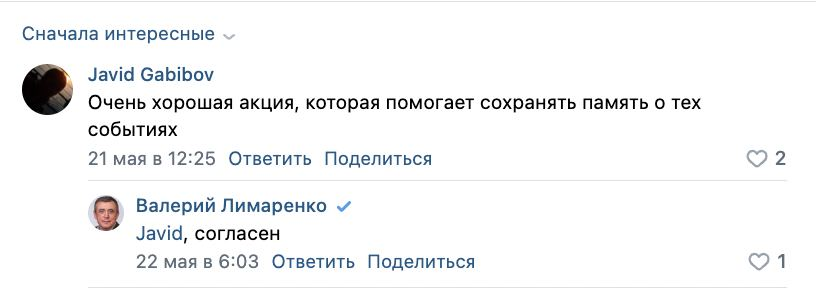 Сначала интересные
Javid Gabibov
Очень хорошая акция, которая помогает сохранять память о тех
событиях
21 мая в 12:25 Ответить Поделиться 2
Валерий Лимаренко
Javid, согласен
22 мая в 6:03 Ответить Поделиться 1